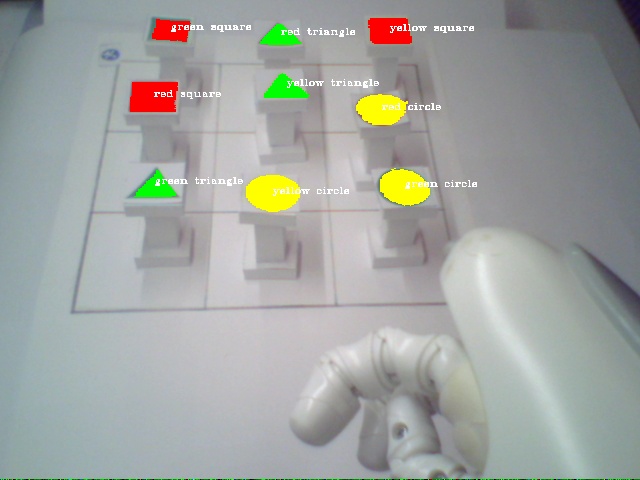 green square
red triangle
yellow square
red square
yellow triangle
red circle
green triangle
yellow circle
green circle